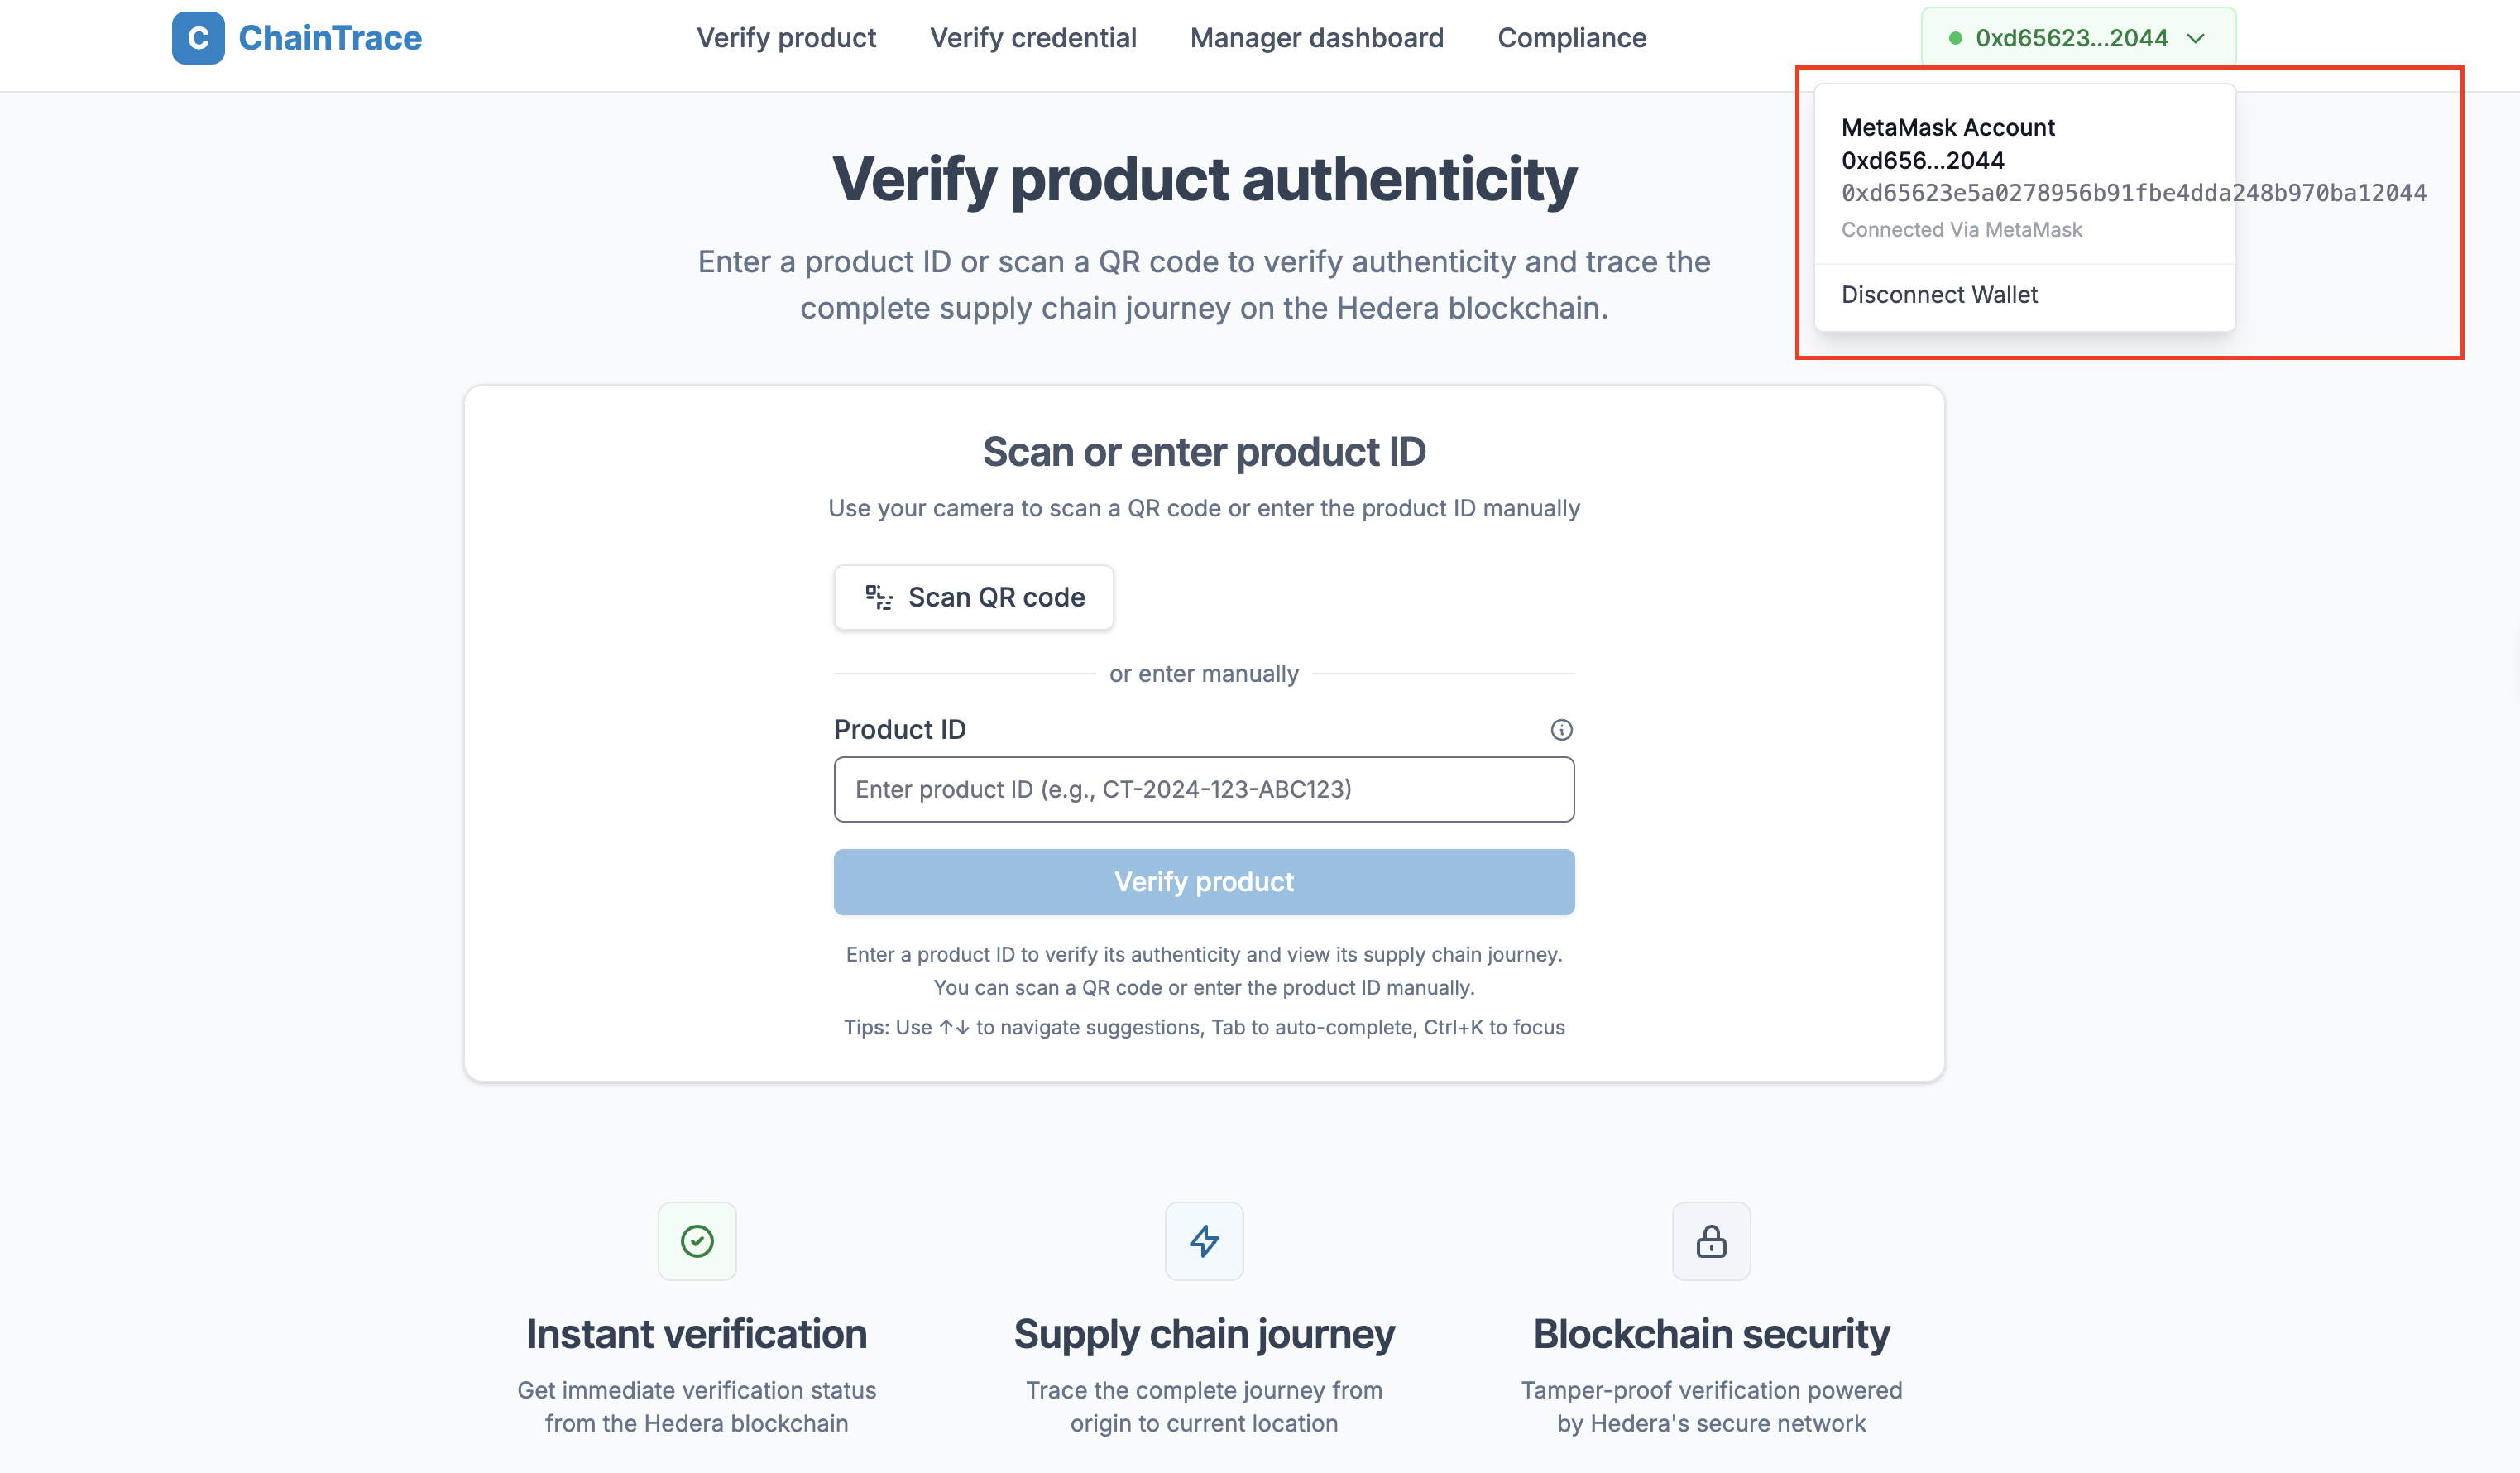 C ChainTrace
Verify product
Verify credential
Manager dashboard
Compliance
0xd65623...2044
MetaMask Account
0xd656...2044
0xd65623e5a0278956b91fbe4dda248b970ba12044
Connected Via MetaMask
Disconnect Wallet
Verify product authenticity
Enter a product ID or scan a QR code to verify authenticity and trace the
complete supply chain journey on the Hedera blockchain.
Scan or enter product ID
Use your camera to scan a QR code or enter the product ID manually
Scan QR code
or enter manually
Product ID
Enter product ID (e.g., CT-2024-123-ABC123)
Verify product
Enter a product ID to verify its authenticity and view its supply chain journey.
You can scan a QR code or enter the product ID manually.
Tips: Use ↑↓ to navigate suggestions, Tab to auto-complete, Ctrl+K to focus
Instant verification
Get immediate verification status
from the Hedera blockchain
Supply chain journey
Trace the complete journey from
origin to current location
Blockchain security
Tamper-proof verification powered
by Hedera's secure network